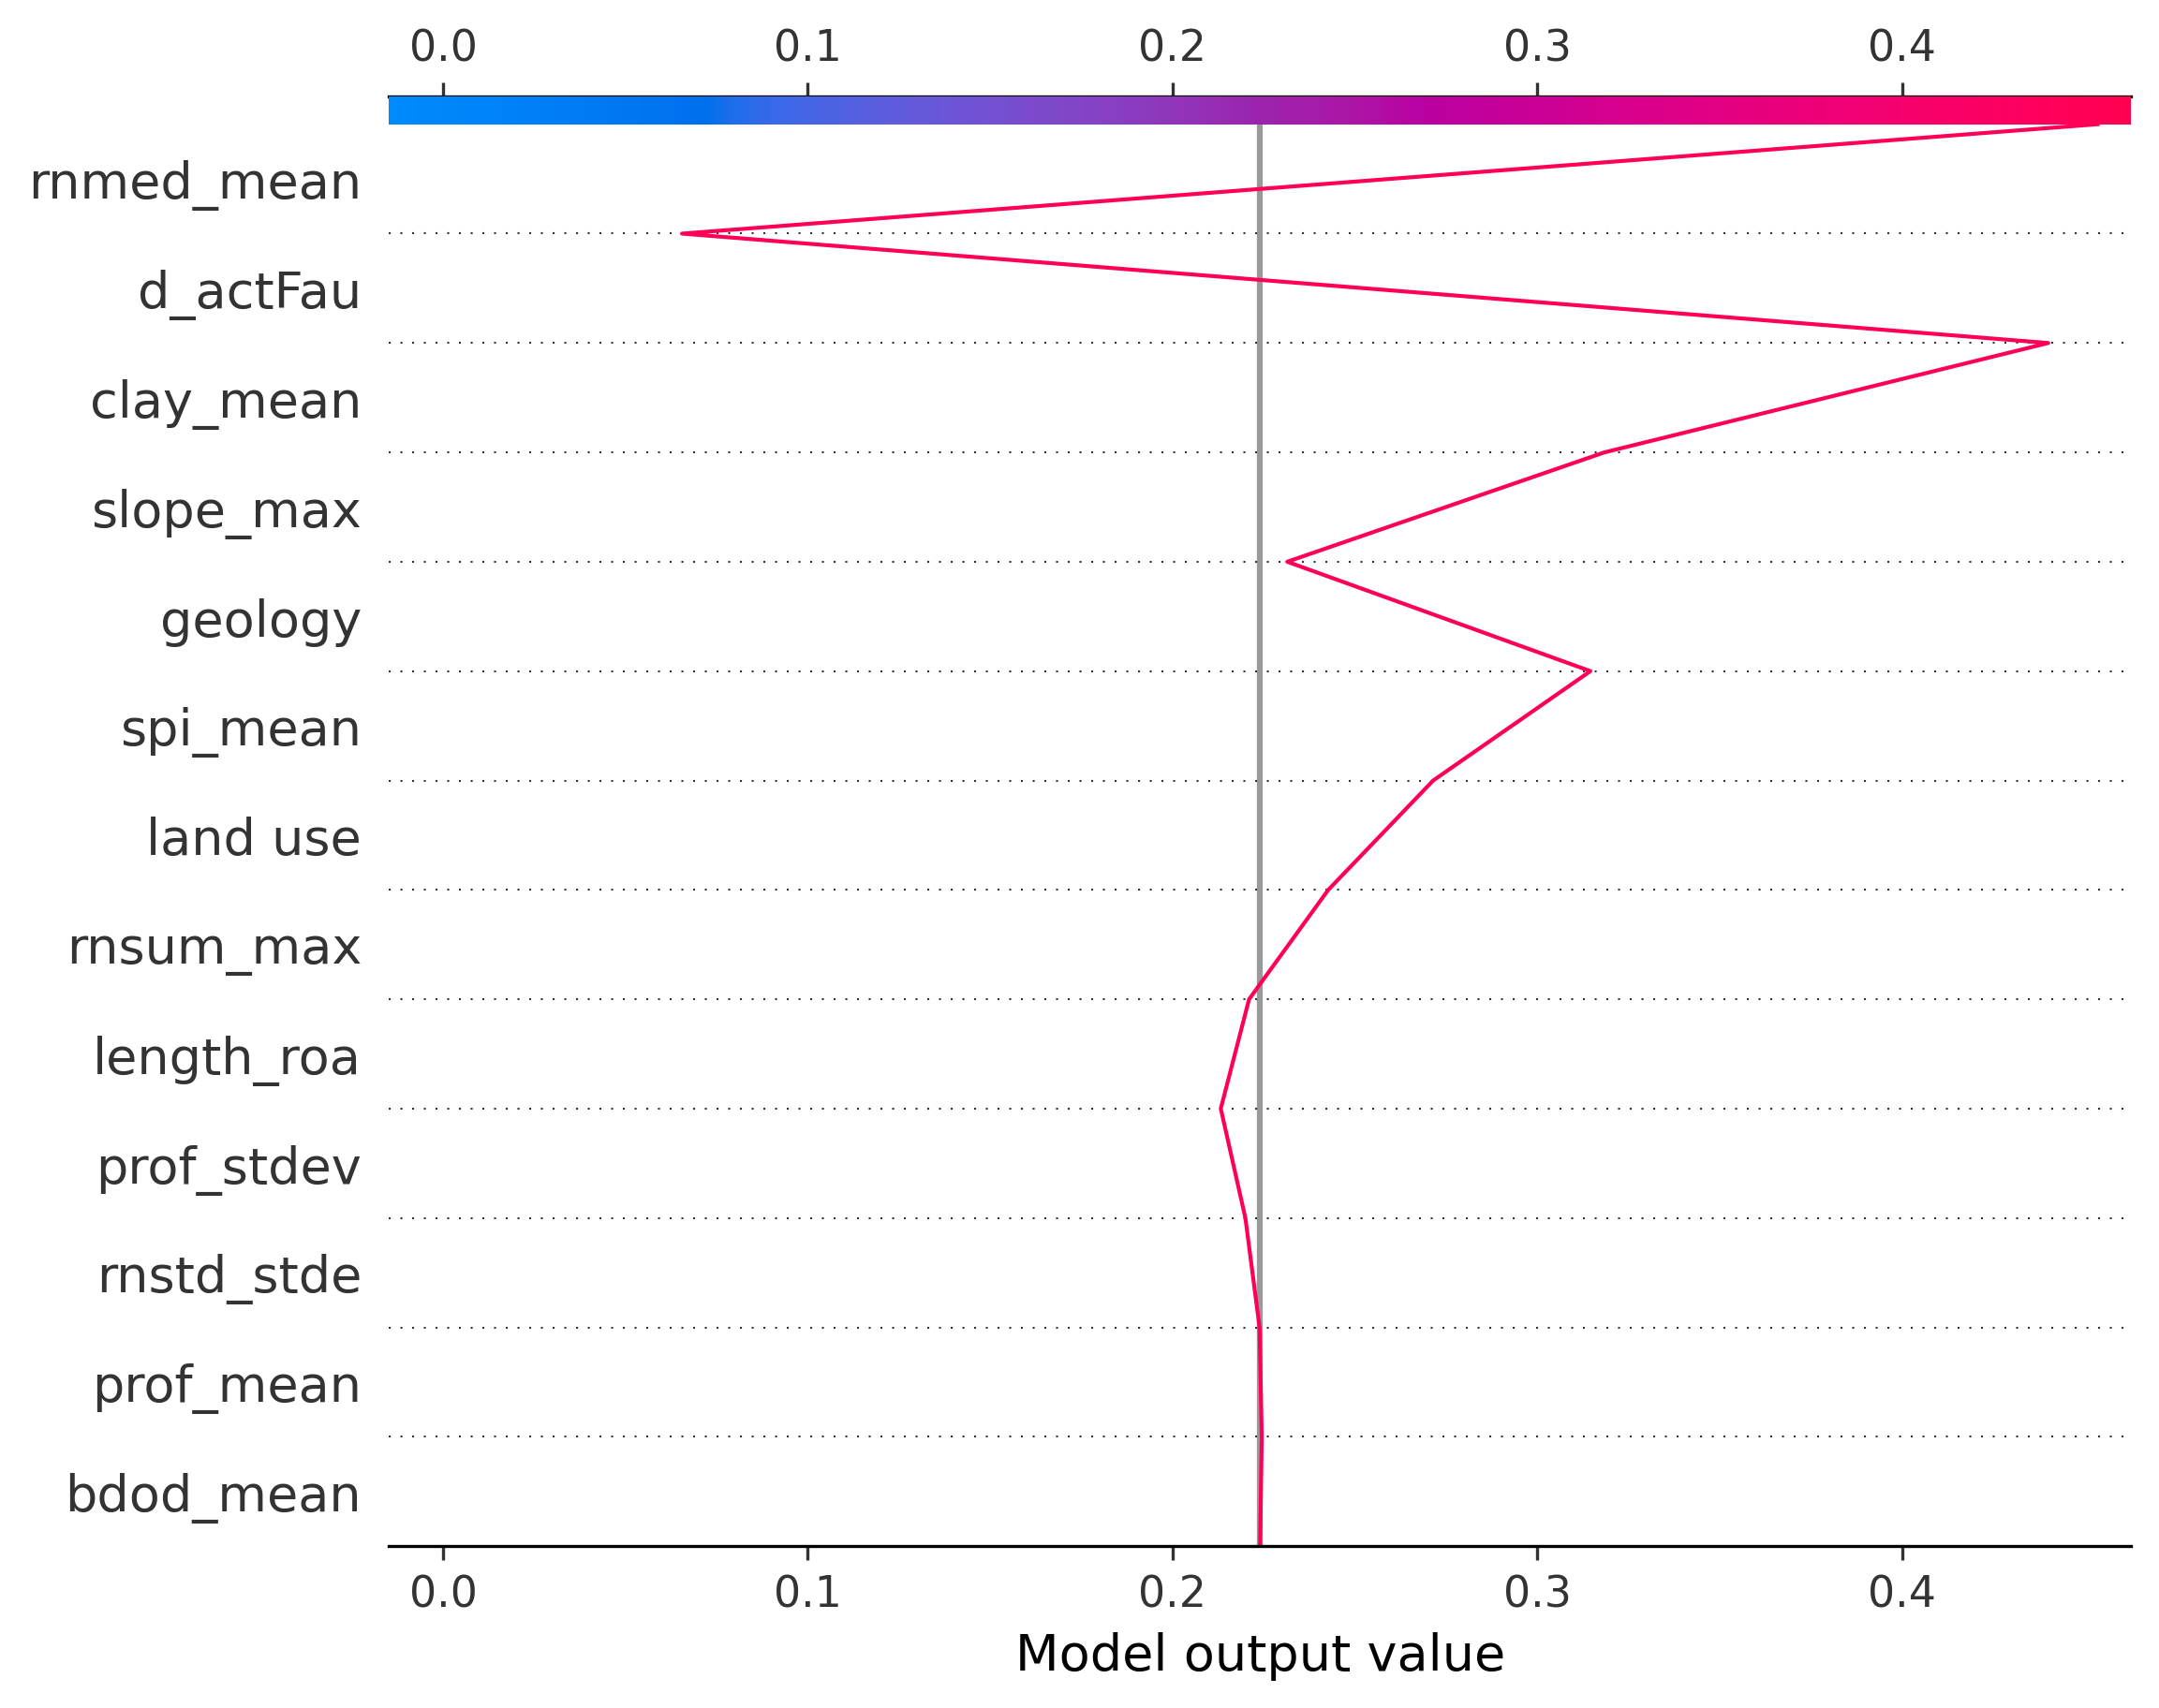 0.0 0.1 0.2 0.3 0.4
rnmed_mean
d_actFau
clay_mean
slope_max
geology
spi_mean
land use
rnsum_max
length_roa
prof_stdev
rnstd_stde
prof_mean
bdod_mean
0.0 0.1 0.2 0.3 0.4
Model output value